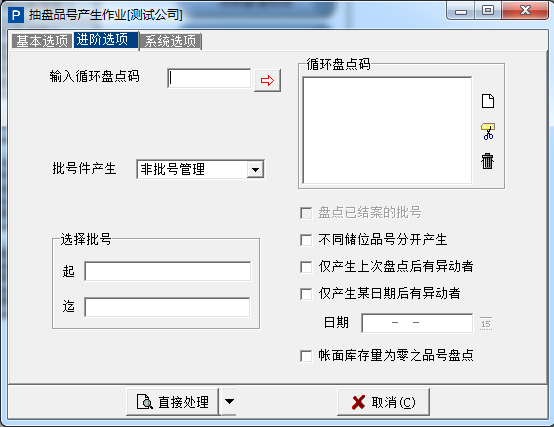 P 抽盘品号产生作业[测试公司]
基本选项 进阶选项 系统选项
输入循环盘点码
循环盘点码
批号件产生 非批号管理
盘点已结案的批号
选择批号
不同储位品号分开产生
起
仅产生上次盘点后有异动者
仅产生某日期后有异动者
迄
日期 - - 15
帐面库存量为零之品号盘点
直接处理 取消(C)